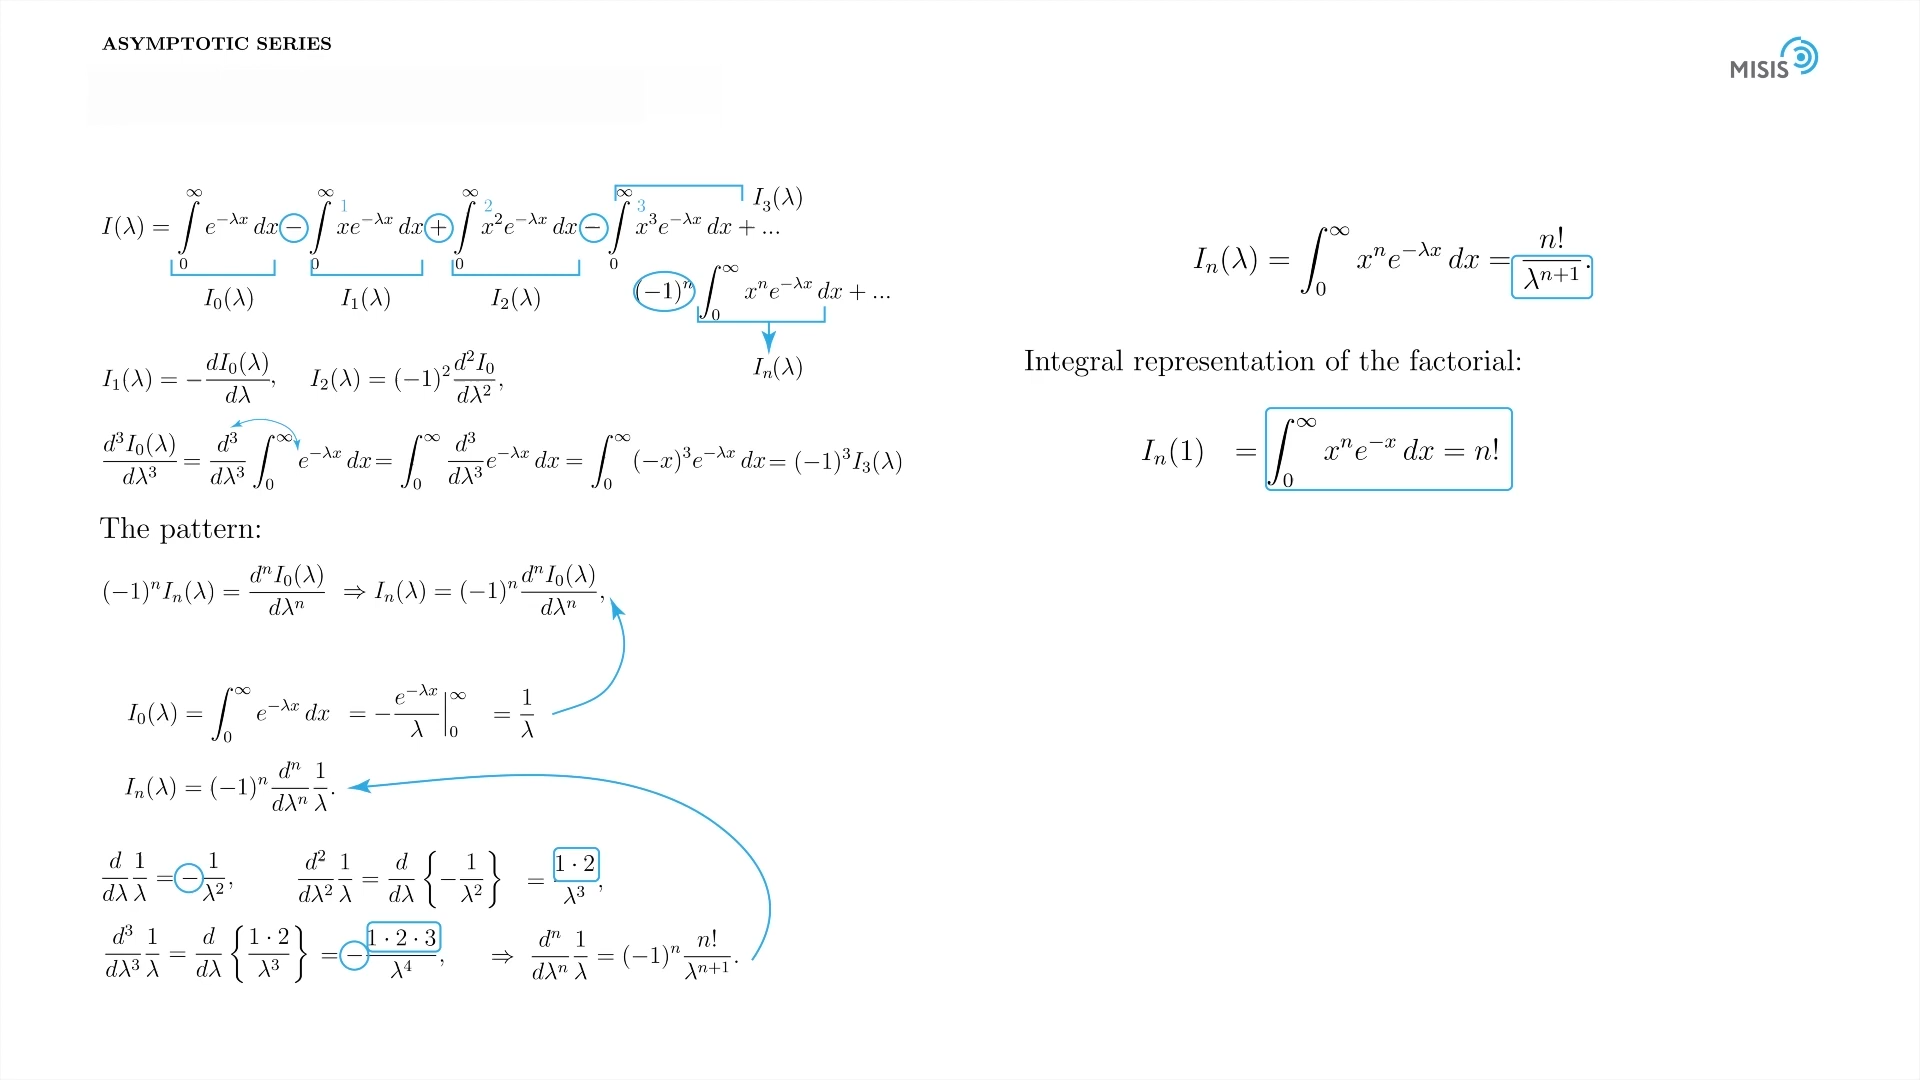 ASYMPTOTIC SERIES
MISIS
I(λ) = ∫₀^∞ e^{−λx} dx − ∫₀^∞ xe^{−λx} dx + ∫₀^∞ x²e^{−λx} dx − ∫₀^∞ x³e^{−λx} dx + ...
1 2 3
I₃(λ)
I₀(λ) I₁(λ) I₂(λ)
(−1)ⁿ ∫₀^∞ xⁿe^{−λx} dx + ...
Iₙ(λ)
I₁(λ) = −dI₀(λ)/dλ, I₂(λ) = (−1)² d²I₀/dλ²,
d³I₀(λ)/dλ³ = d³/dλ³ ∫₀^∞ e^{−λx} dx = ∫₀^∞ d³/dλ³ e^{−λx} dx = ∫₀^∞ (−x)³e^{−λx} dx = (−1)³I₃(λ)
The pattern:
(−1)ⁿIₙ(λ) = dⁿI₀(λ)/dλⁿ ⇒ Iₙ(λ) = (−1)ⁿ dⁿI₀(λ)/dλⁿ,
I₀(λ) = ∫₀^∞ e^{−λx} dx = −e^{−λx}/λ |₀^∞ = 1/λ
Iₙ(λ) = (−1)ⁿ dⁿ/dλⁿ 1/λ.
d/dλ 1/λ = −1/λ², d²/dλ² 1/λ = d/dλ {−1/λ²} = 1·2/λ³,
d³/dλ³ 1/λ = d/dλ {1·2/λ³} = −1·2·3/λ⁴, ⇒ dⁿ/dλⁿ 1/λ = (−1)ⁿ n!/λ^{n+1}.
Iₙ(λ) = ∫₀^∞ xⁿe^{−λx} dx = n!/λ^{n+1}.
Integral representation of the factorial:
Iₙ(1) = ∫₀^∞ xⁿe^{−x} dx = n!